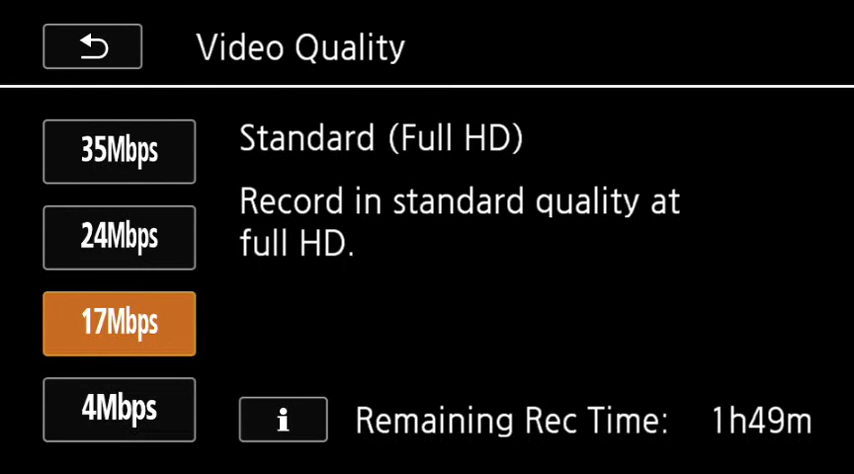 Video Quality
35Mbps
Standard (Full HD)
Record in standard quality at
full HD.
24Mbps
17Mbps
4Mbps
i
Remaining Rec Time: 1h49m